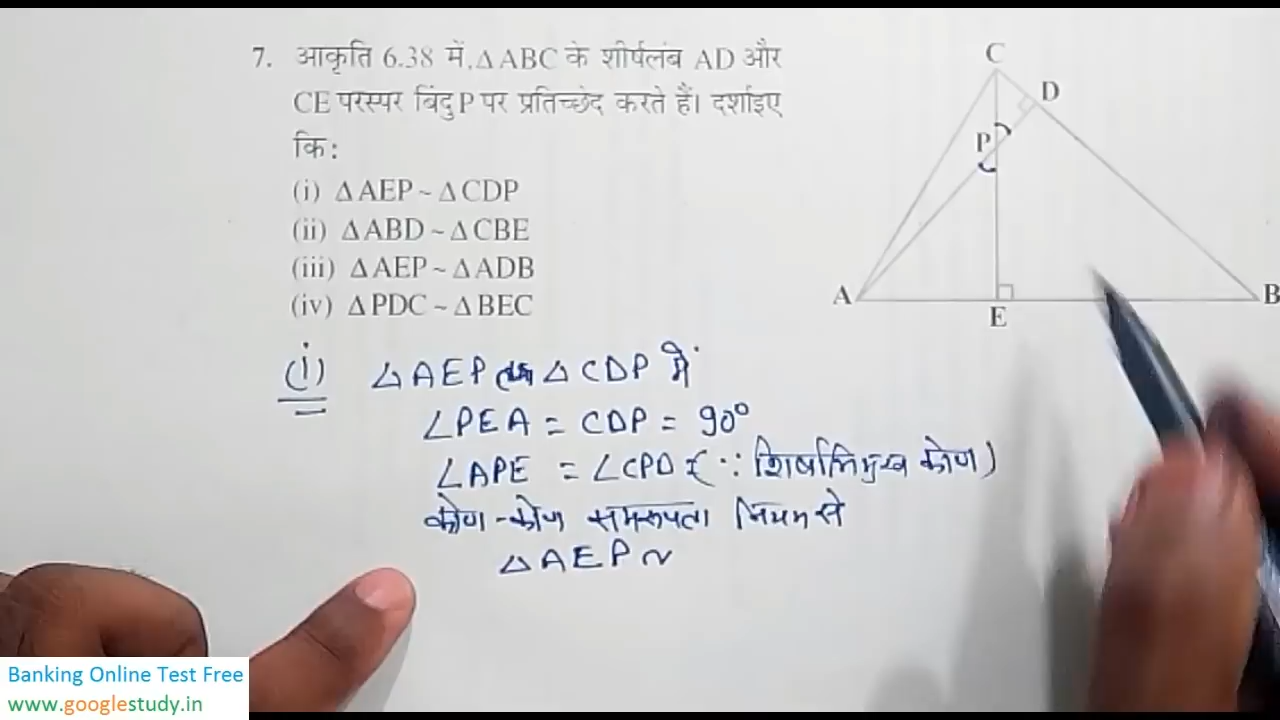 7. आकृति 6.38 में, Δ ABC के शीर्षलंब AD और
CE परस्पर बिंदु P पर प्रतिच्छेद करते हैं। दर्शाइए
कि:
(i) Δ AEP ~ Δ CDP
(ii) Δ ABD ~ Δ CBE
(iii) Δ AEP ~ Δ ADB
(iv) Δ PDC ~ Δ BEC
C
D
P
A
E
B
(i) Δ AEP Δ CDP में
∠PEA = CDP = 90°
∠APE = ∠CPD (∵ शिर्षाभिमुख कोण)
कोण-कोण समरूपता नियम से
Δ AEP ~
Banking Online Test Free
www.googlestudy.in